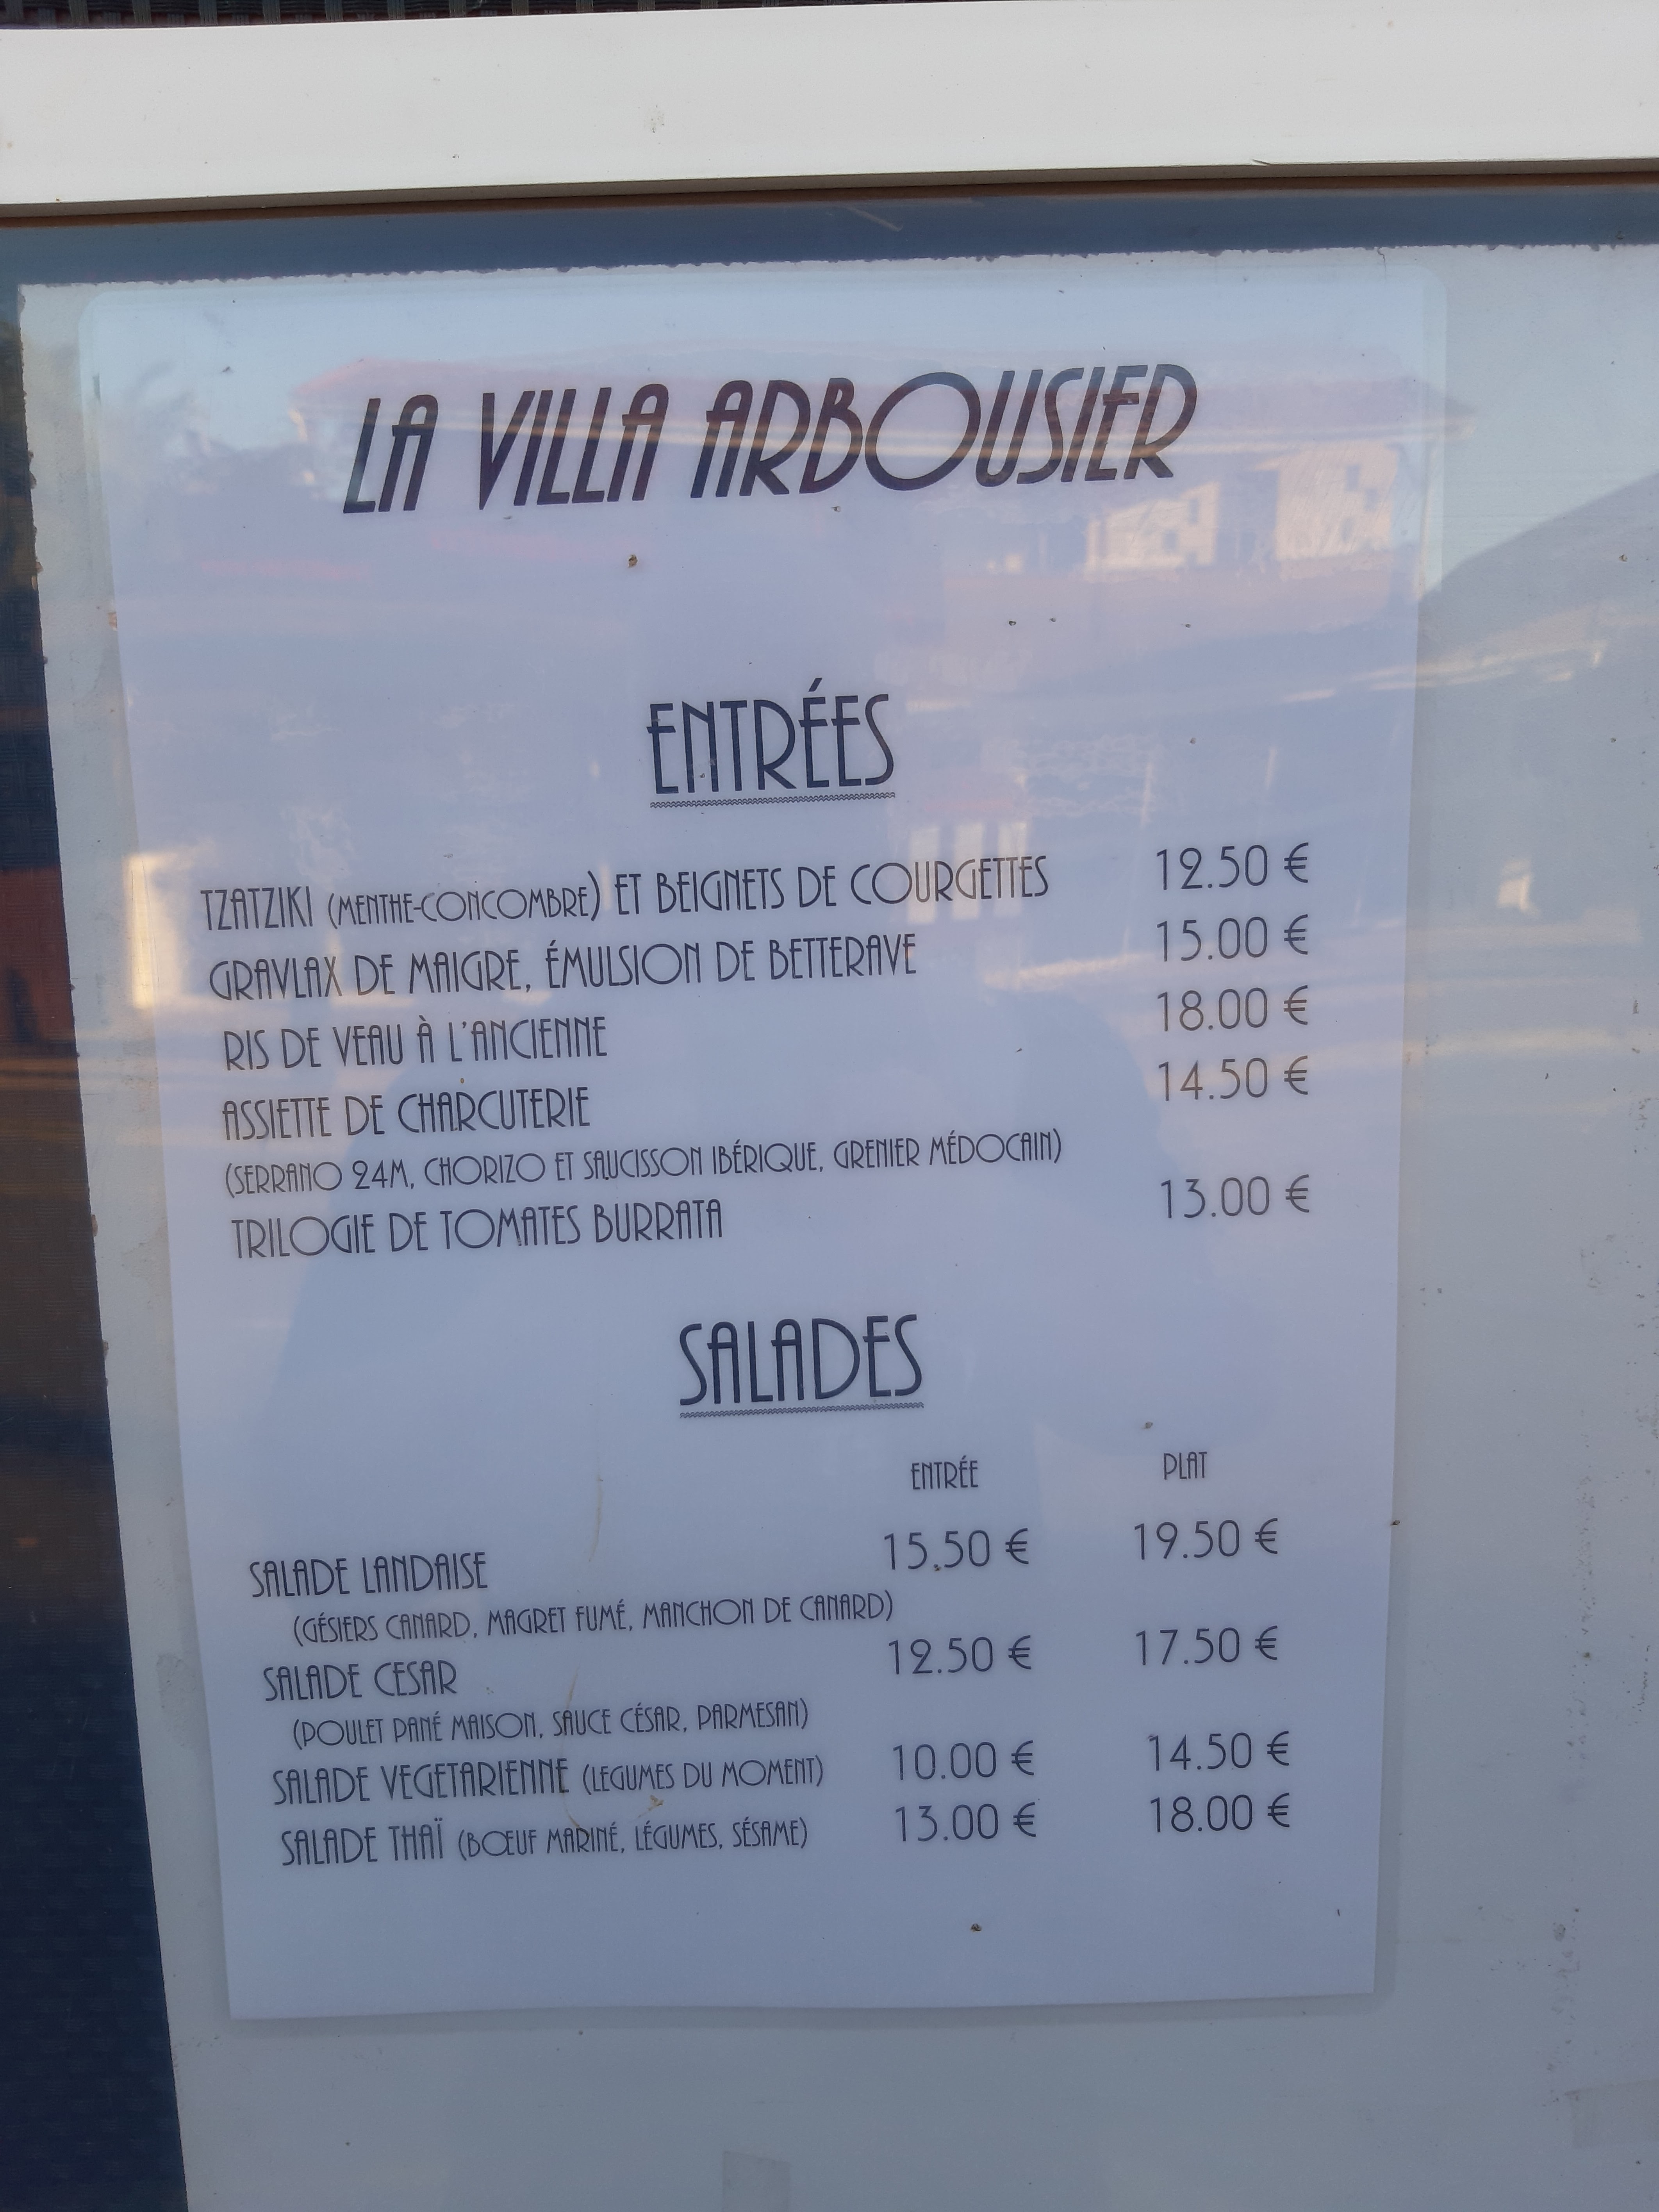 LA VILLA ARBOUSIER
ENTRÉES
TZATZIKI (MENTHE-CONCOMBRE) ET BEIGNETS DE COURGETTES 12.50 €
GRAVLAX DE MAIGRE, ÉMULSION DE BETTERAVE 15.00 €
RIS DE VEAU À L'ANCIENNE 18.00 €
ASSIETTE DE CHARCUTERIE 14.50 €
(SERRANO 24M, CHORIZO ET SAUCISSON IBÉRIQUE, GRENIER MÉDOCAIN)
TRILOGIE DE TOMATES BURRATA 13.00 €
SALADES
ENTRÉE PLAT
SALADE LANDAISE 15.50 € 19.50 €
(GÉSIERS CANARD, MAGRET FUMÉ, MANCHON DE CANARD)
SALADE CESAR 12.50 € 17.50 €
(POULET PANÉ MAISON, SAUCE CÉSAR, PARMESAN)
SALADE VEGETARIENNE (LEGUMES DU MOMENT) 10.00 € 14.50 €
SALADE THAÏ (BŒUF MARINÉ, LÉGUMES, SÉSAME) 13.00 € 18.00 €